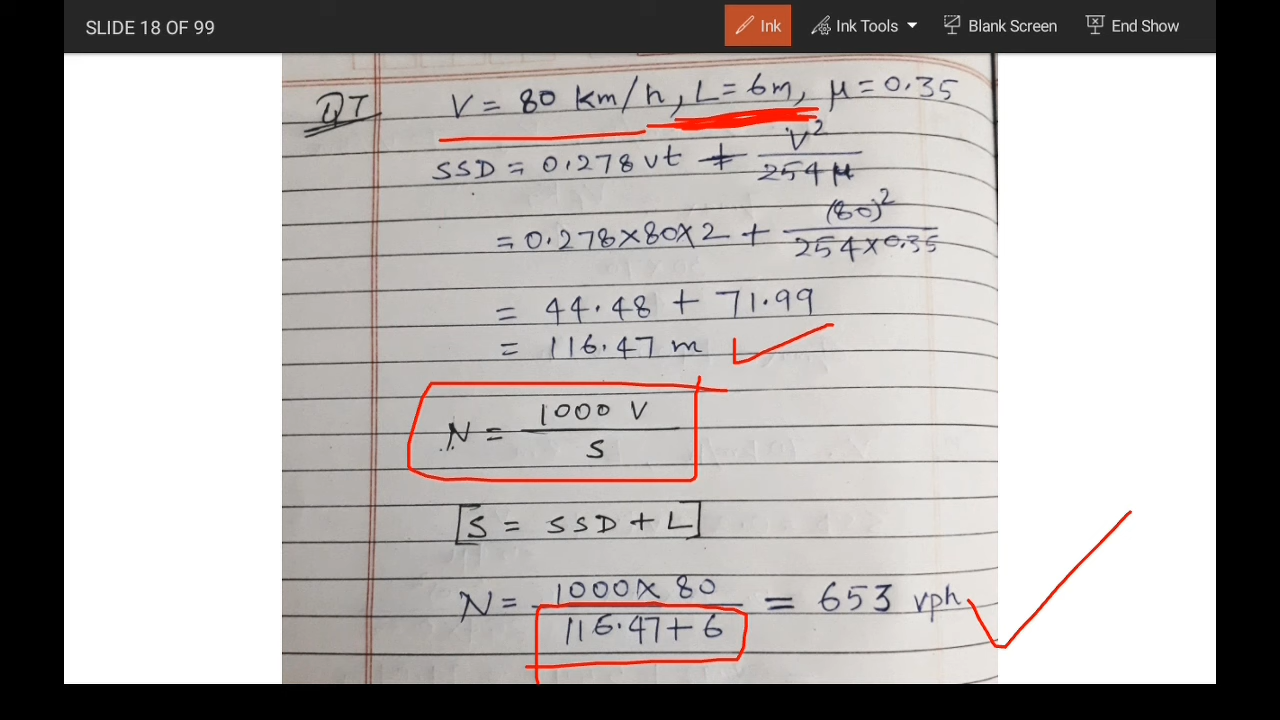 SLIDE 18 OF 99
Ink Ink Tools Blank Screen End Show
Q7 V = 80 km/h, L = 6m, μ = 0.35
SSD = 0.278 vt + V²/254μ
= 0.278×80×2 + (80)²/254×0.35
= 44.48 + 71.99
= 116.47 m
N = 1000 V/S
[S = SSD + L]
N = 1000× 80/116.47+6 = 653 vph